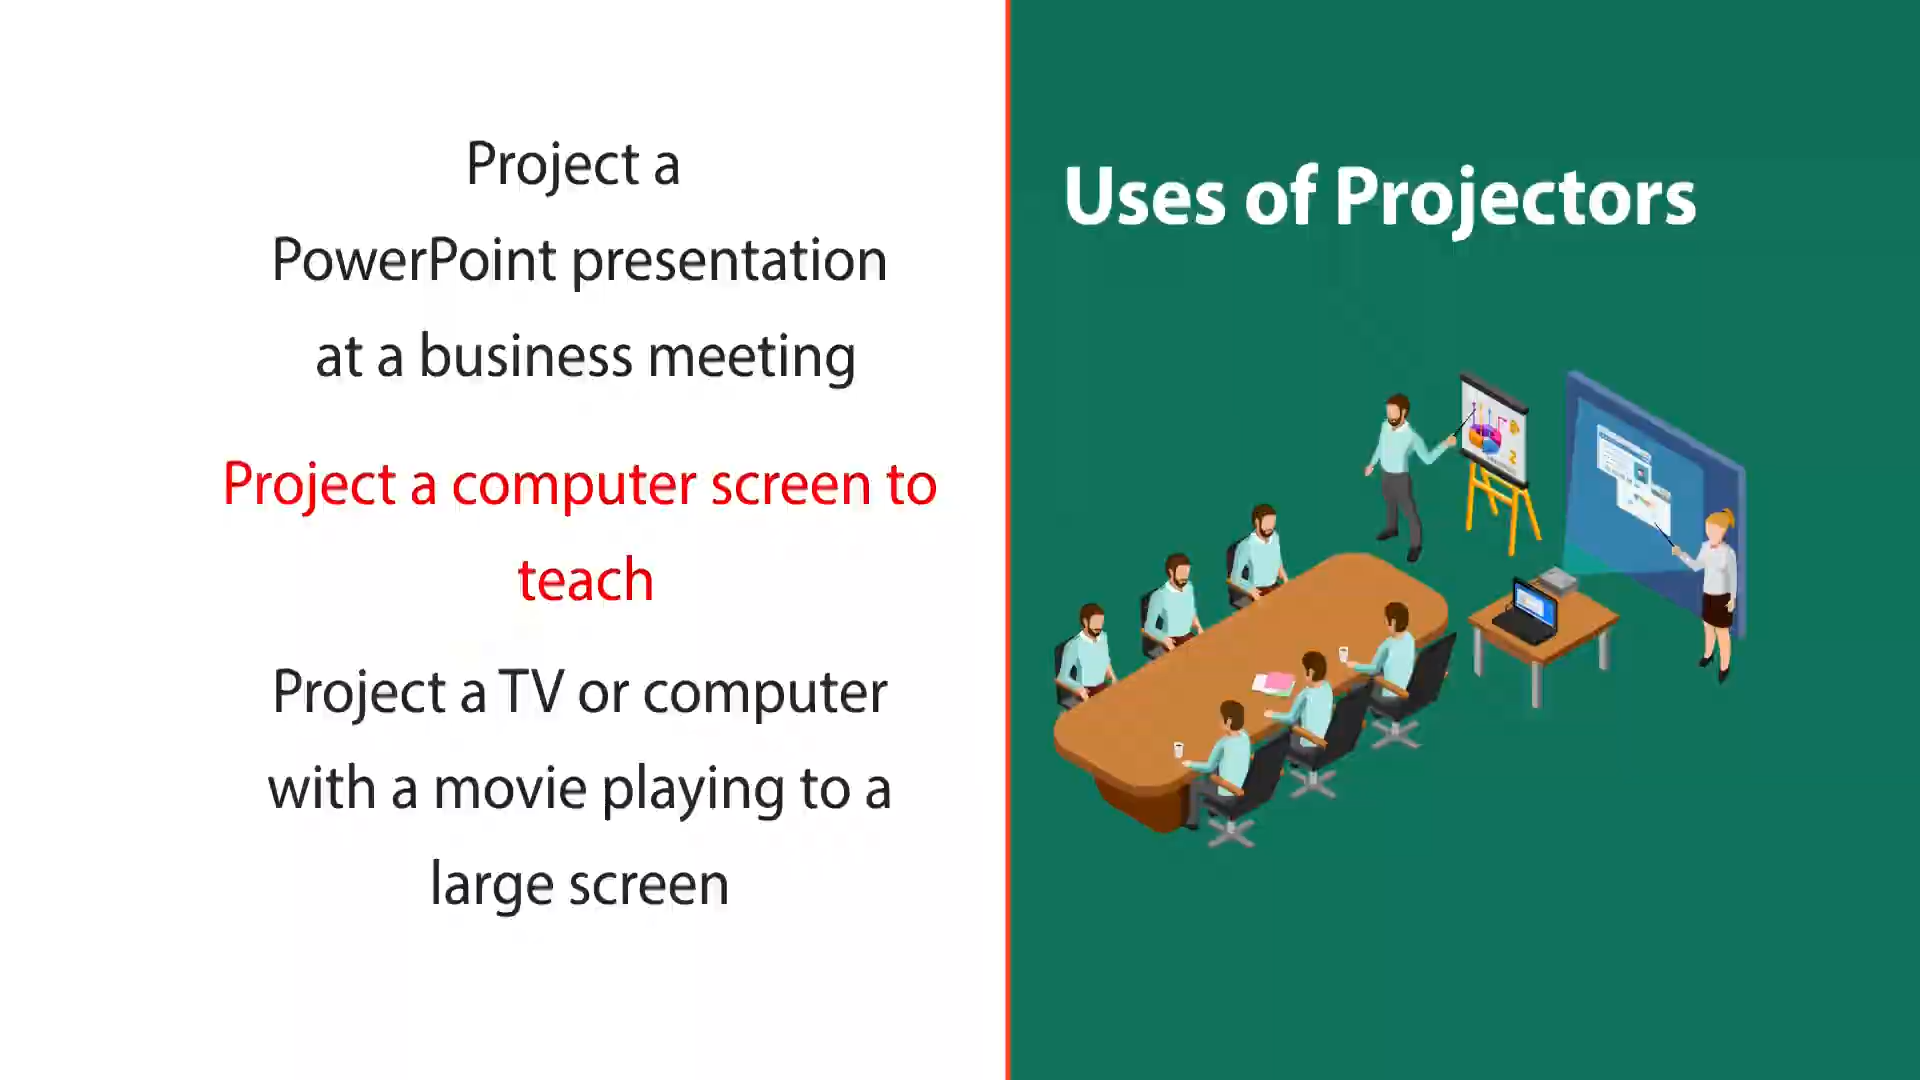 Project a
PowerPoint presentation
at a business meeting
Project a computer screen to
teach
Project a TV or computer
with a movie playing to a
large screen
Uses of Projectors